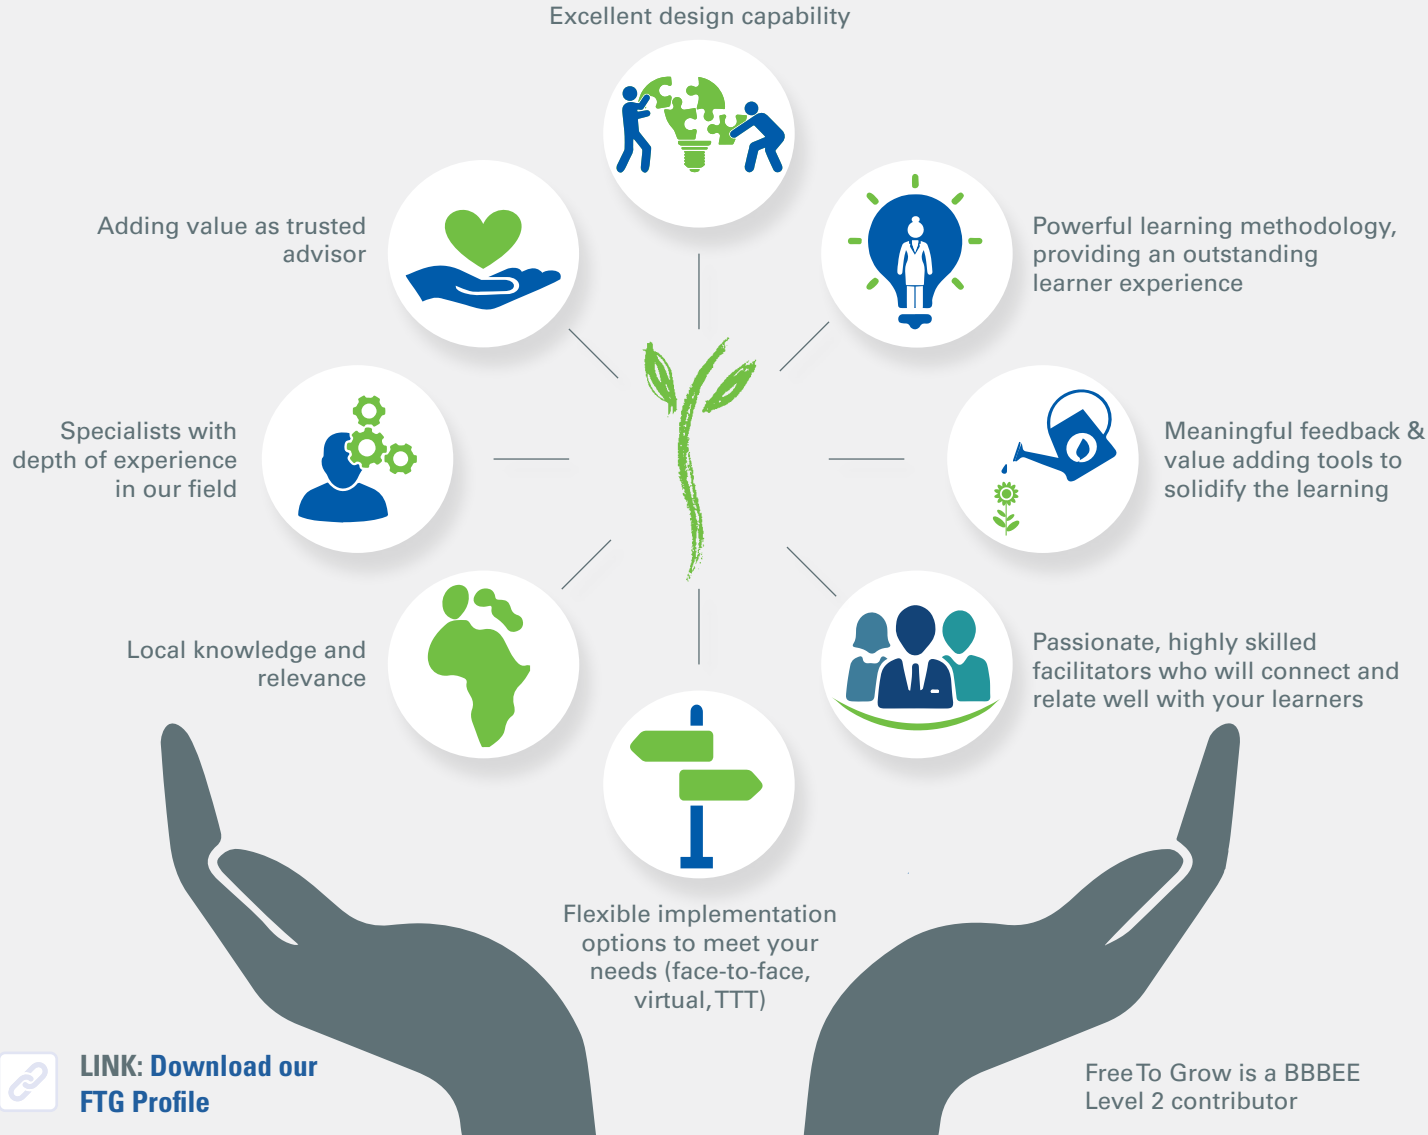 Excellent design capability
Adding value as trusted
advisor
Powerful learning methodology,
providing an outstanding
learner experience
Specialists with
depth of experience
in our field
Meaningful feedback &
value adding tools to
solidify the learning
Local knowledge and
relevance
Passionate, highly skilled
facilitators who will connect and
relate well with your learners
Flexible implementation
options to meet your
needs (face-to-face,
virtual, TTT)
LINK: Download our
FTG Profile
Free To Grow is a BBBEE
Level 2 contributor